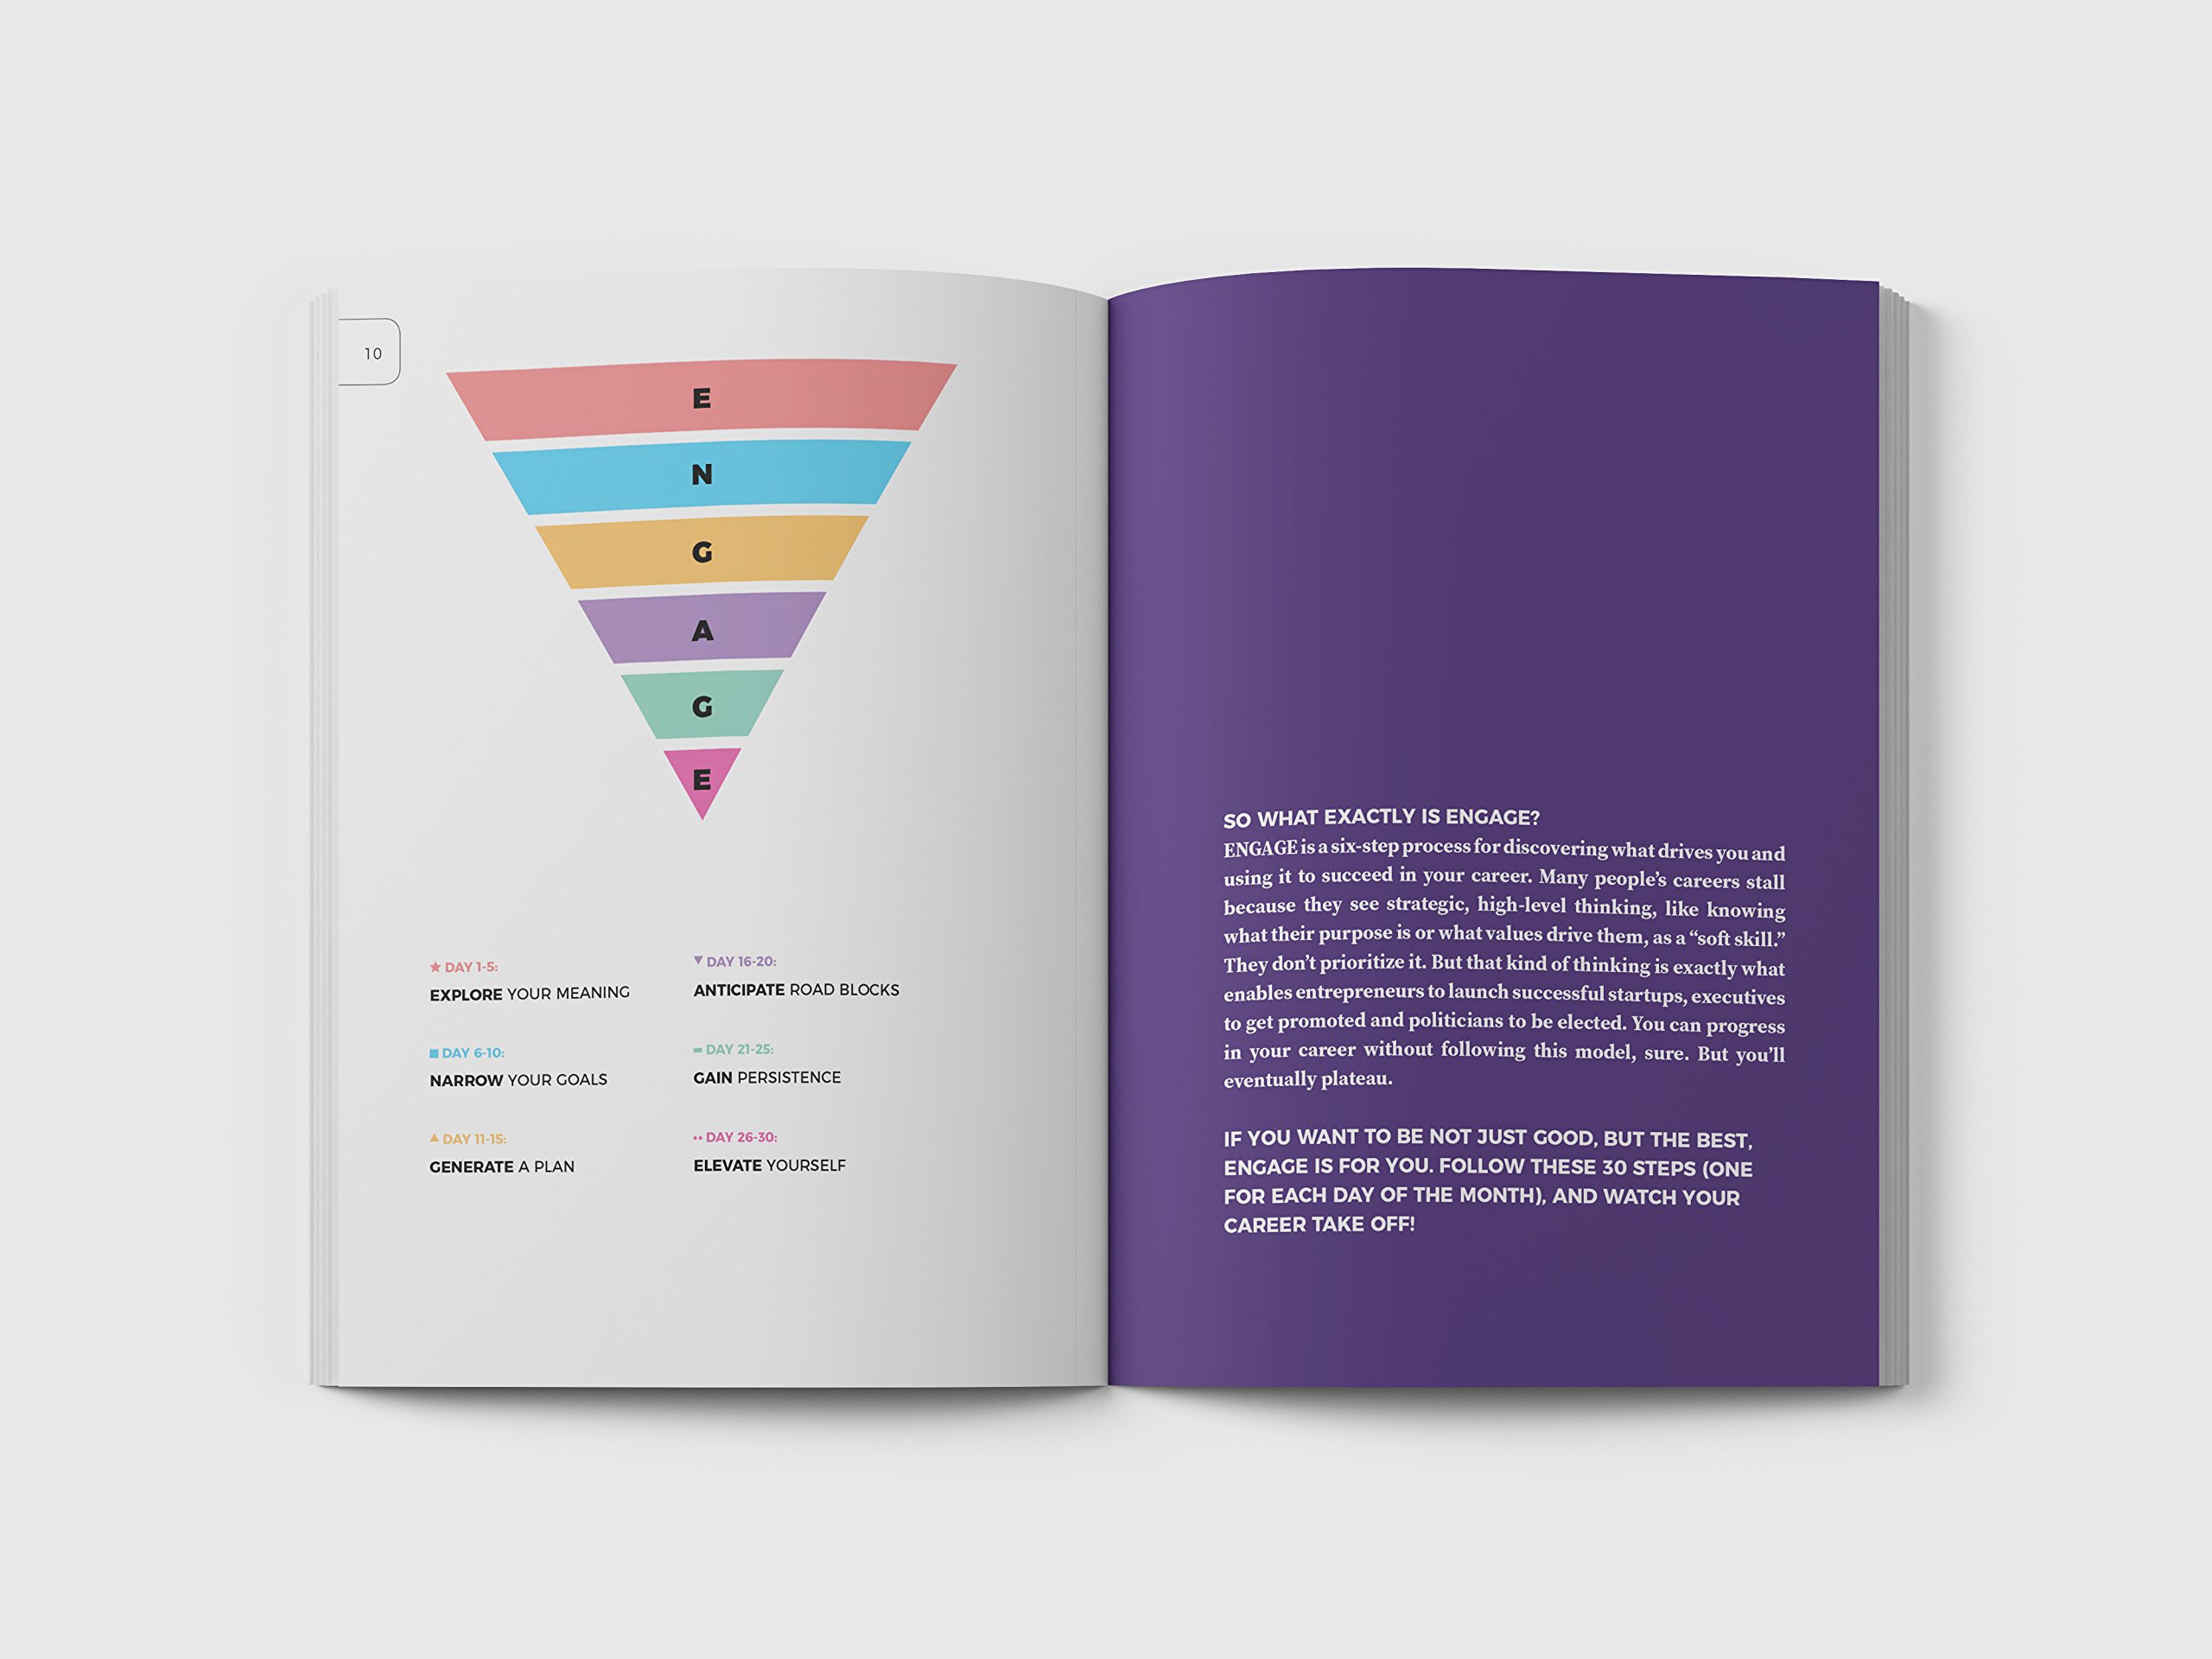 10
E
N
G
A
G
E
★ DAY 1-5:
EXPLORE YOUR MEANING
■ DAY 6-10:
NARROW YOUR GOALS
▲ DAY 11-15:
GENERATE A PLAN
▼ DAY 16-20:
ANTICIPATE ROAD BLOCKS
▬ DAY 21-25:
GAIN PERSISTENCE
•• DAY 26-30:
ELEVATE YOURSELF
SO WHAT EXACTLY IS ENGAGE?
ENGAGE is a six-step process for discovering what drives you and
using it to succeed in your career. Many people’s careers stall
because they see strategic, high-level thinking, like knowing
what their purpose is or what values drive them, as a “soft skill.”
They don’t prioritize it. But that kind of thinking is exactly what
enables entrepreneurs to launch successful startups, executives
to get promoted and politicians to be elected. You can progress
in your career without following this model, sure. But you’ll
eventually plateau.
IF YOU WANT TO BE NOT JUST GOOD, BUT THE BEST,
ENGAGE IS FOR YOU. FOLLOW THESE 30 STEPS (ONE
FOR EACH DAY OF THE MONTH), AND WATCH YOUR
CAREER TAKE OFF!